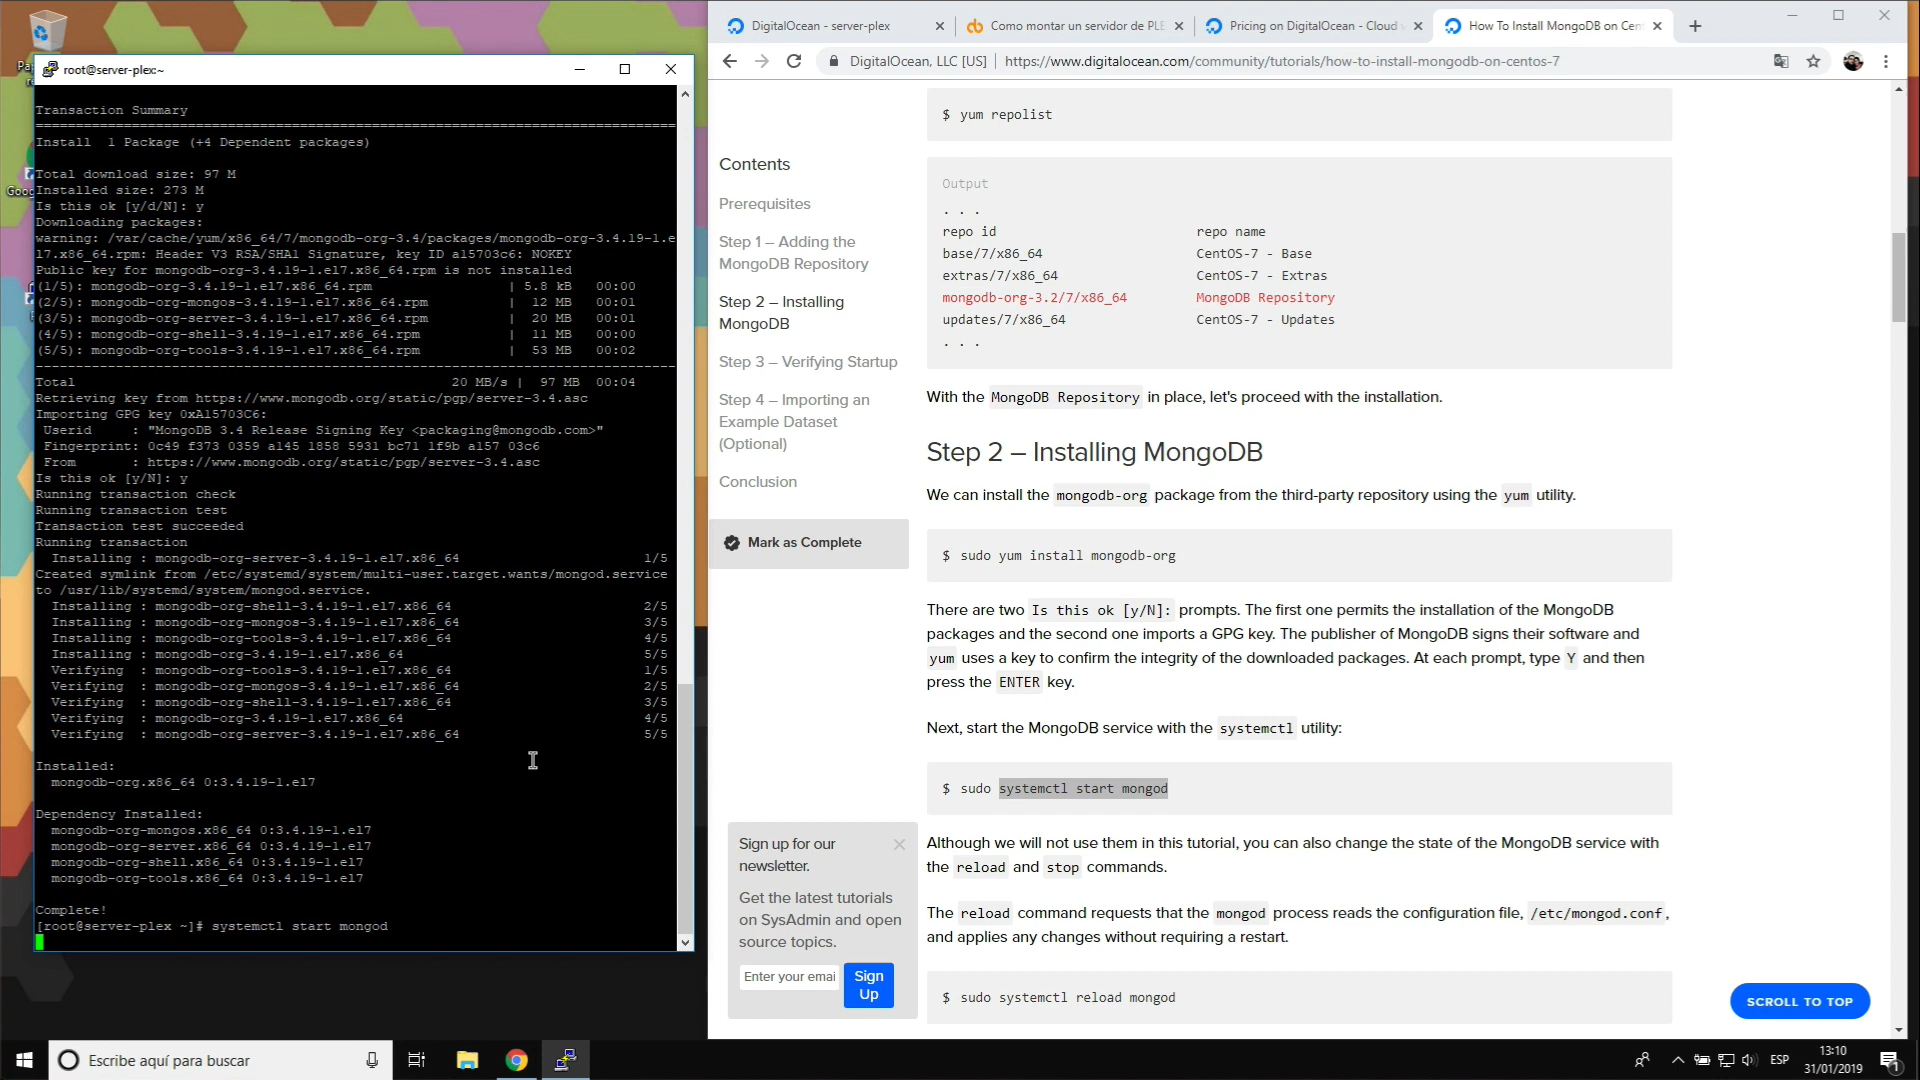 root@server-plex:~
Transaction Summary
Install  1 Package (+4 Dependent packages)
Total download size: 97 M
Installed size: 273 M
Is this ok [y/d/N]: y
Downloading packages:
warning: /var/cache/yum/x86_64/7/mongodb-org-3.4/packages/mongodb-org-3.4.19-1.e
l7.x86_64.rpm: Header V3 RSA/SHA1 Signature, key ID a15703c6: NOKEY
Public key for mongodb-org-3.4.19-1.el7.x86_64.rpm is not installed
(1/5): mongodb-org-3.4.19-1.el7.x86_64.rpm | 5.8 kB 00:00
(2/5): mongodb-org-mongos-3.4.19-1.el7.x86_64.rpm | 12 MB 00:01
(3/5): mongodb-org-server-3.4.19-1.el7.x86_64.rpm | 20 MB 00:01
(4/5): mongodb-org-shell-3.4.19-1.el7.x86_64.rpm | 11 MB 00:00
(5/5): mongodb-org-tools-3.4.19-1.el7.x86_64.rpm | 53 MB 00:02
Total 20 MB/s | 97 MB 00:04
Retrieving key from https://www.mongodb.org/static/pgp/server-3.4.asc
Importing GPG key 0xA15703C6:
Userid : "MongoDB 3.4 Release Signing Key <packaging@mongodb.com>"
Fingerprint: 0c49 f373 0359 a145 1858 5931 bc71 1f9b a157 03c6
From : https://www.mongodb.org/static/pgp/server-3.4.asc
Is this ok [y/N]: y
Running transaction check
Running transaction test
Transaction test succeeded
Running transaction
Installing : mongodb-org-server-3.4.19-1.el7.x86_64 1/5
Created symlink from /etc/systemd/system/multi-user.target.wants/mongod.service
to /usr/lib/systemd/system/mongod.service.
Installing : mongodb-org-shell-3.4.19-1.el7.x86_64 2/5
Installing : mongodb-org-mongos-3.4.19-1.el7.x86_64 3/5
Installing : mongodb-org-tools-3.4.19-1.el7.x86_64 4/5
Installing : mongodb-org-3.4.19-1.el7.x86_64 5/5
Verifying : mongodb-org-tools-3.4.19-1.el7.x86_64 1/5
Verifying : mongodb-org-mongos-3.4.19-1.el7.x86_64 2/5
Verifying : mongodb-org-shell-3.4.19-1.el7.x86_64 3/5
Verifying : mongodb-org-3.4.19-1.el7.x86_64 4/5
Verifying : mongodb-org-server-3.4.19-1.el7.x86_64 5/5
Installed:
mongodb-org.x86_64 0:3.4.19-1.el7
Dependency Installed:
mongodb-org-mongos.x86_64 0:3.4.19-1.el7
mongodb-org-server.x86_64 0:3.4.19-1.el7
mongodb-org-shell.x86_64 0:3.4.19-1.el7
mongodb-org-tools.x86_64 0:3.4.19-1.el7
Complete!
[root@server-plex ~]# systemctl start mongod
DigitalOcean - server-plex
Como montar un servidor de PLE
Pricing on DigitalOcean - Cloud
How To Install MongoDB on Cen
DigitalOcean, LLC [US] | https://www.digitalocean.com/community/tutorials/how-to-install-mongodb-on-centos-7
Contents
Prerequisites
Step 1 – Adding the
MongoDB Repository
Step 2 – Installing
MongoDB
Step 3 – Verifying Startup
Step 4 – Importing an
Example Dataset
(Optional)
Conclusion
Mark as Complete
Sign up for our
newsletter.
Get the latest tutorials
on SysAdmin and open
source topics.
Enter your emai
Sign
Up
$ yum repolist
Output
. . .
repo id repo name
base/7/x86_64 CentOS-7 - Base
extras/7/x86_64 CentOS-7 - Extras
mongodb-org-3.2/7/x86_64 MongoDB Repository
updates/7/x86_64 CentOS-7 - Updates
. . .
With the MongoDB Repository in place, let's proceed with the installation.
Step 2 – Installing MongoDB
We can install the mongodb-org package from the third-party repository using the yum utility.
$ sudo yum install mongodb-org
There are two Is this ok [y/N]: prompts. The first one permits the installation of the MongoDB
packages and the second one imports a GPG key. The publisher of MongoDB signs their software and
yum uses a key to confirm the integrity of the downloaded packages. At each prompt, type Y and then
press the ENTER key.
Next, start the MongoDB service with the systemctl utility:
$ sudo systemctl start mongod
Although we will not use them in this tutorial, you can also change the state of the MongoDB service with
the reload and stop commands.
The reload command requests that the mongod process reads the configuration file, /etc/mongod.conf,
and applies any changes without requiring a restart.
$ sudo systemctl reload mongod
SCROLL TO TOP
Escribe aquí para buscar
ESP
13:10
31/01/2019
1